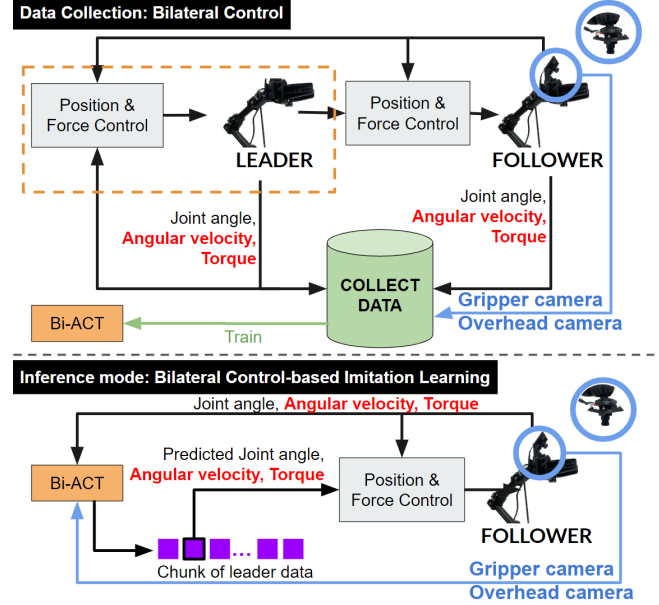 Data Collection: Bilateral Control
Position &
Force Control
Position &
Force Control
LEADER
FOLLOWER
Joint angle,
Angular velocity,
Torque
Joint angle,
Angular velocity,
Torque
COLLECT
DATA
Gripper camera
Overhead camera
Bi-ACT
Train
Inference mode: Bilateral Control-based Imitation Learning
Joint angle, Angular velocity, Torque
Predicted Joint angle,
Angular velocity, Torque
Bi-ACT
Position &
Force Control
FOLLOWER
...
Chunk of leader data
Gripper camera
Overhead camera